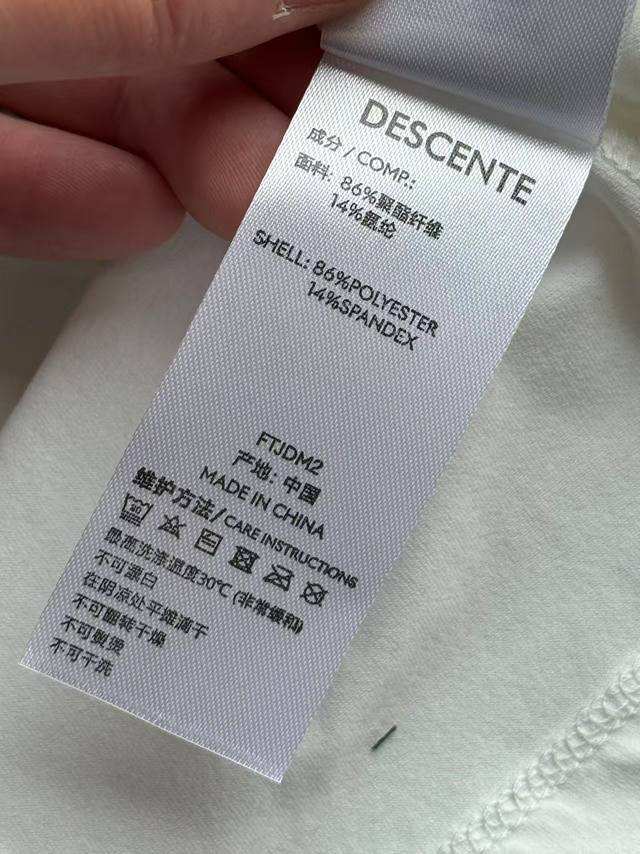 DESCENTE
成分 / COMP.:
面料: 86%聚酯纤维
14%氨纶
SHELL: 86%POLYESTER
14%SPANDEX
FTJDM2
产地: 中国
MADE IN CHINA
维护方法 / CARE INSTRUCTIONS
30
最高洗涤温度30℃ (非常缓和)
不可漂白
在阴凉处平摊滴干
不可翻转干燥
不可熨烫
不可干洗